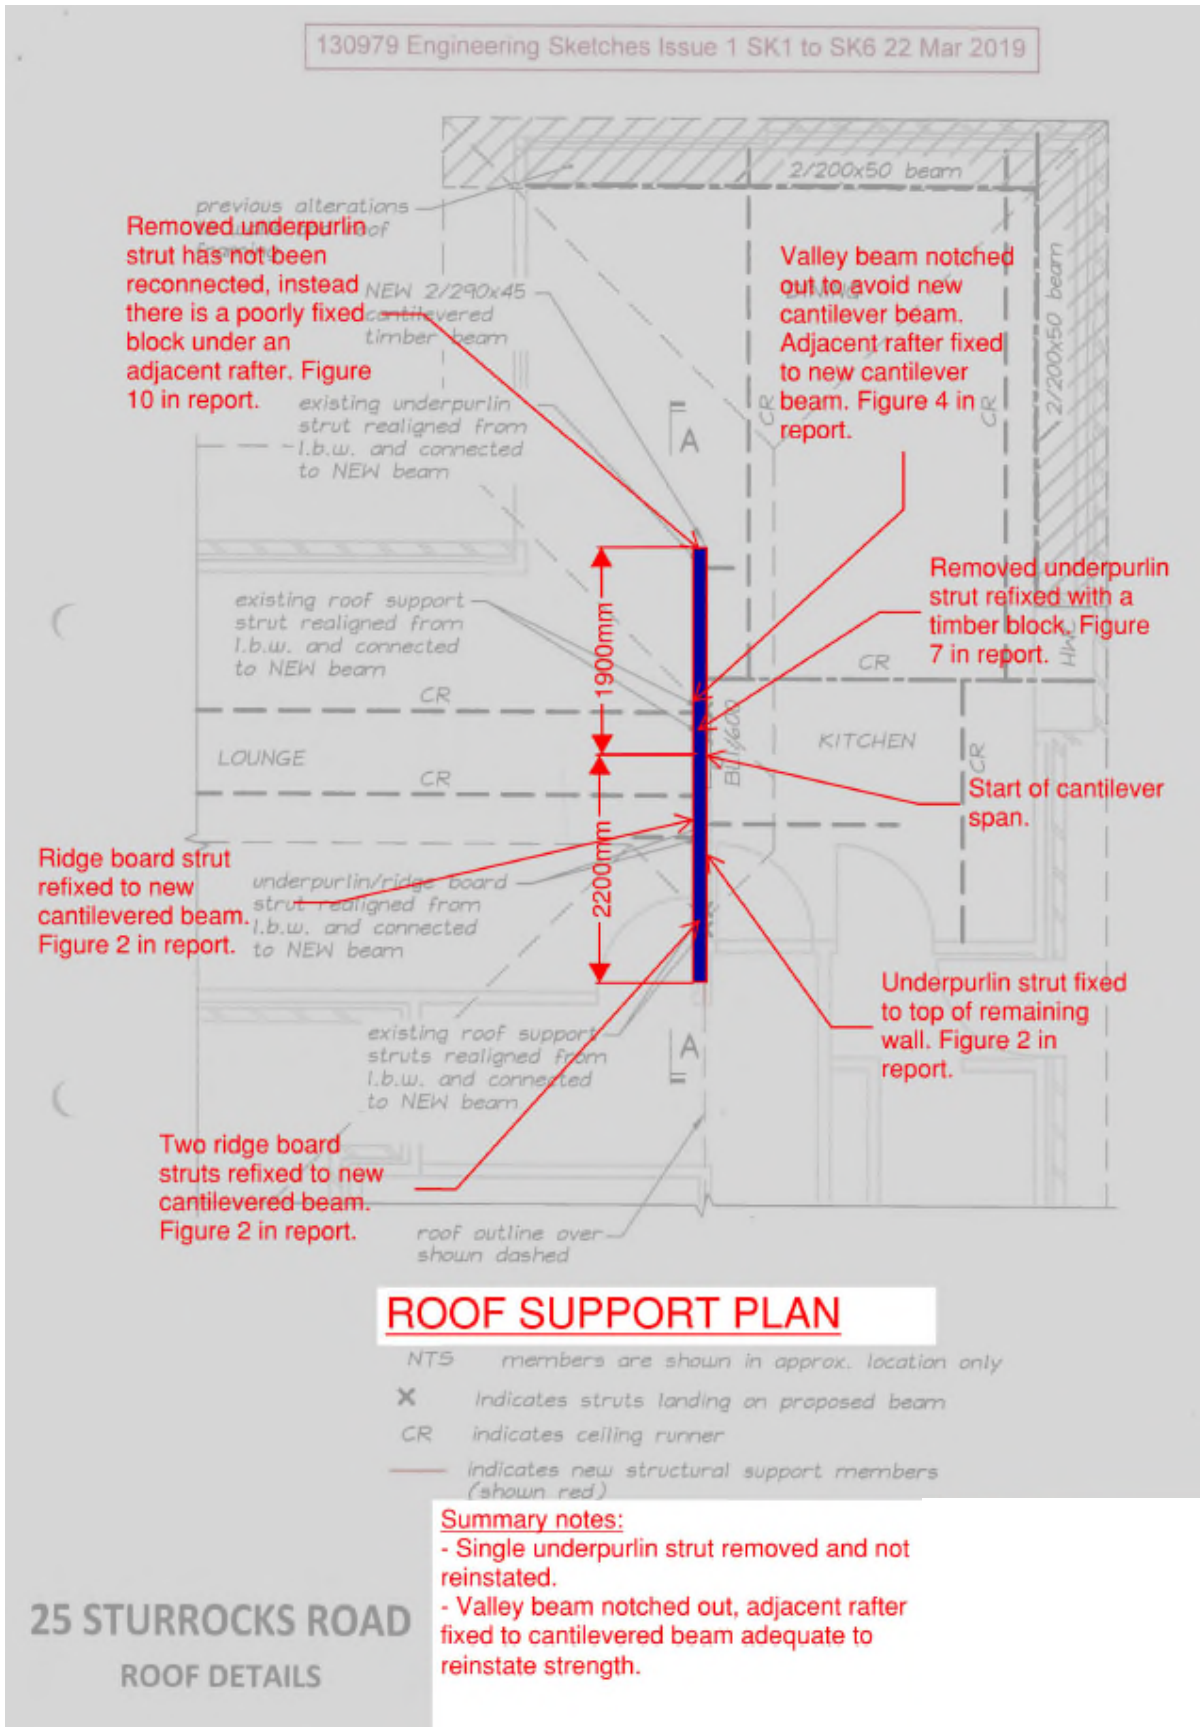 130979 Engineering Sketches Issue 1 SK1 to SK6 22 Mar 2019
2/200x50 beam
previous alterations
Removed underpurlin
strut has not been
reconnected, instead
there is a poorly fixed
block under an
adjacent rafter. Figure
10 in report.
roof
NEW 2/290x45
cantilevered
timber beam
Valley beam notched
out to avoid new
cantilever beam.
Adjacent rafter fixed
to new cantilever
beam. Figure 4 in
report.
DINING
2/200x50 beam
CR
CR
existing underpurlin
strut realigned from
l.b.w. and connected
to NEW beam
A
Removed underpurlin
strut refixed with a
timber block. Figure
7 in report.
HWC
existing roof support
strut realigned from
l.b.w. and connected
to NEW beam
1900mm
CR
CR
LOUNGE
CR
KITCHEN
CR
Start of cantilever
span.
2200mm
Ridge board strut
refixed to new
cantilevered beam.
Figure 2 in report.
underpurlin/ridge board
strut realigned from
l.b.w. and connected
to NEW beam
Underpurlin strut fixed
to top of remaining
wall. Figure 2 in
report.
existing roof support
struts realigned from
l.b.w. and connected
to NEW beam
A
Two ridge board
struts refixed to new
cantilevered beam.
Figure 2 in report.
roof outline over
shown dashed
ROOF SUPPORT PLAN
NTS members are shown in approx. location only
X Indicates struts landing on proposed beam
CR indicates ceiling runner
indicates new structural support members
(shown red)
Summary notes:
- Single underpurlin strut removed and not
reinstated.
- Valley beam notched out, adjacent rafter
fixed to cantilevered beam adequate to
reinstate strength.
25 STURROCKS ROAD
ROOF DETAILS